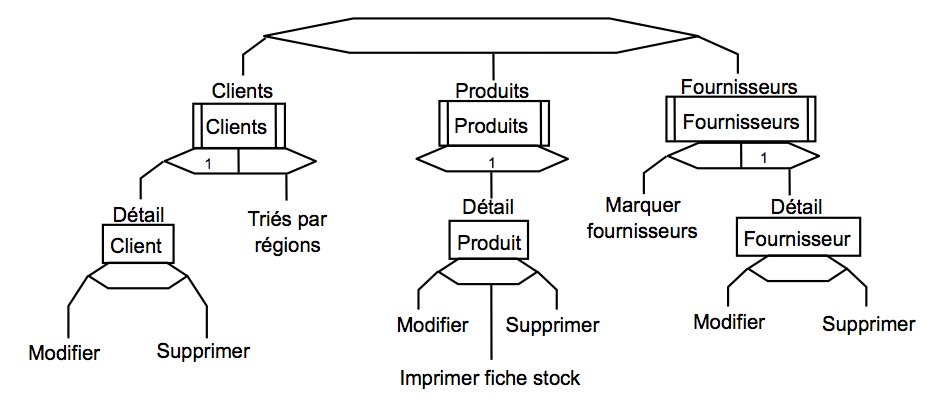 Clients
Produits
Fournisseurs
Clients
Produits
Fournisseurs
1
1
1
Détail
Triés par
régions
Détail
Marquer
fournisseurs
Détail
Client
Produit
Fournisseur
Modifier
Supprimer
Modifier
Supprimer
Imprimer fiche stock
Modifier
Supprimer